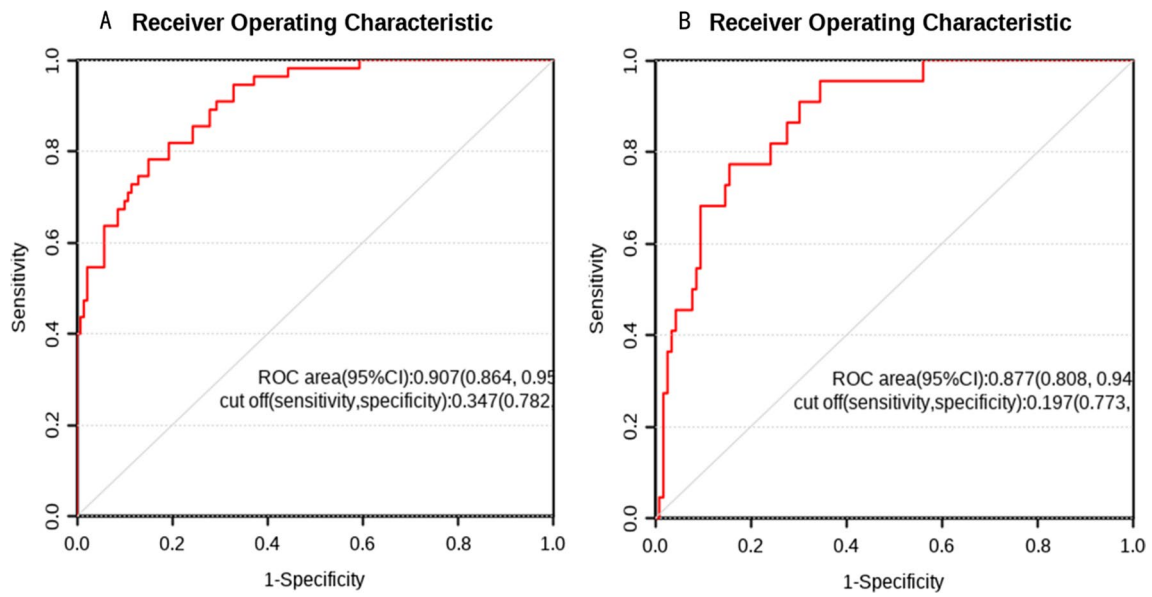 A Receiver Operating Characteristic
1.0
0.8
0.6
0.4
0.2
0.0
Sensitivity
ROC area(95%CI):0.907(0.864, 0.95
cut off(sensitivity,specificity):0.347(0.782,
0.0 0.2 0.4 0.6 0.8 1.0
1-Specificity
B Receiver Operating Characteristic
1.0
0.8
0.6
0.4
0.2
0.0
Sensitivity
ROC area(95%CI):0.877(0.808, 0.94
cut off(sensitivity,specificity):0.197(0.773,
0.0 0.2 0.4 0.6 0.8 1.0
1-Specificity